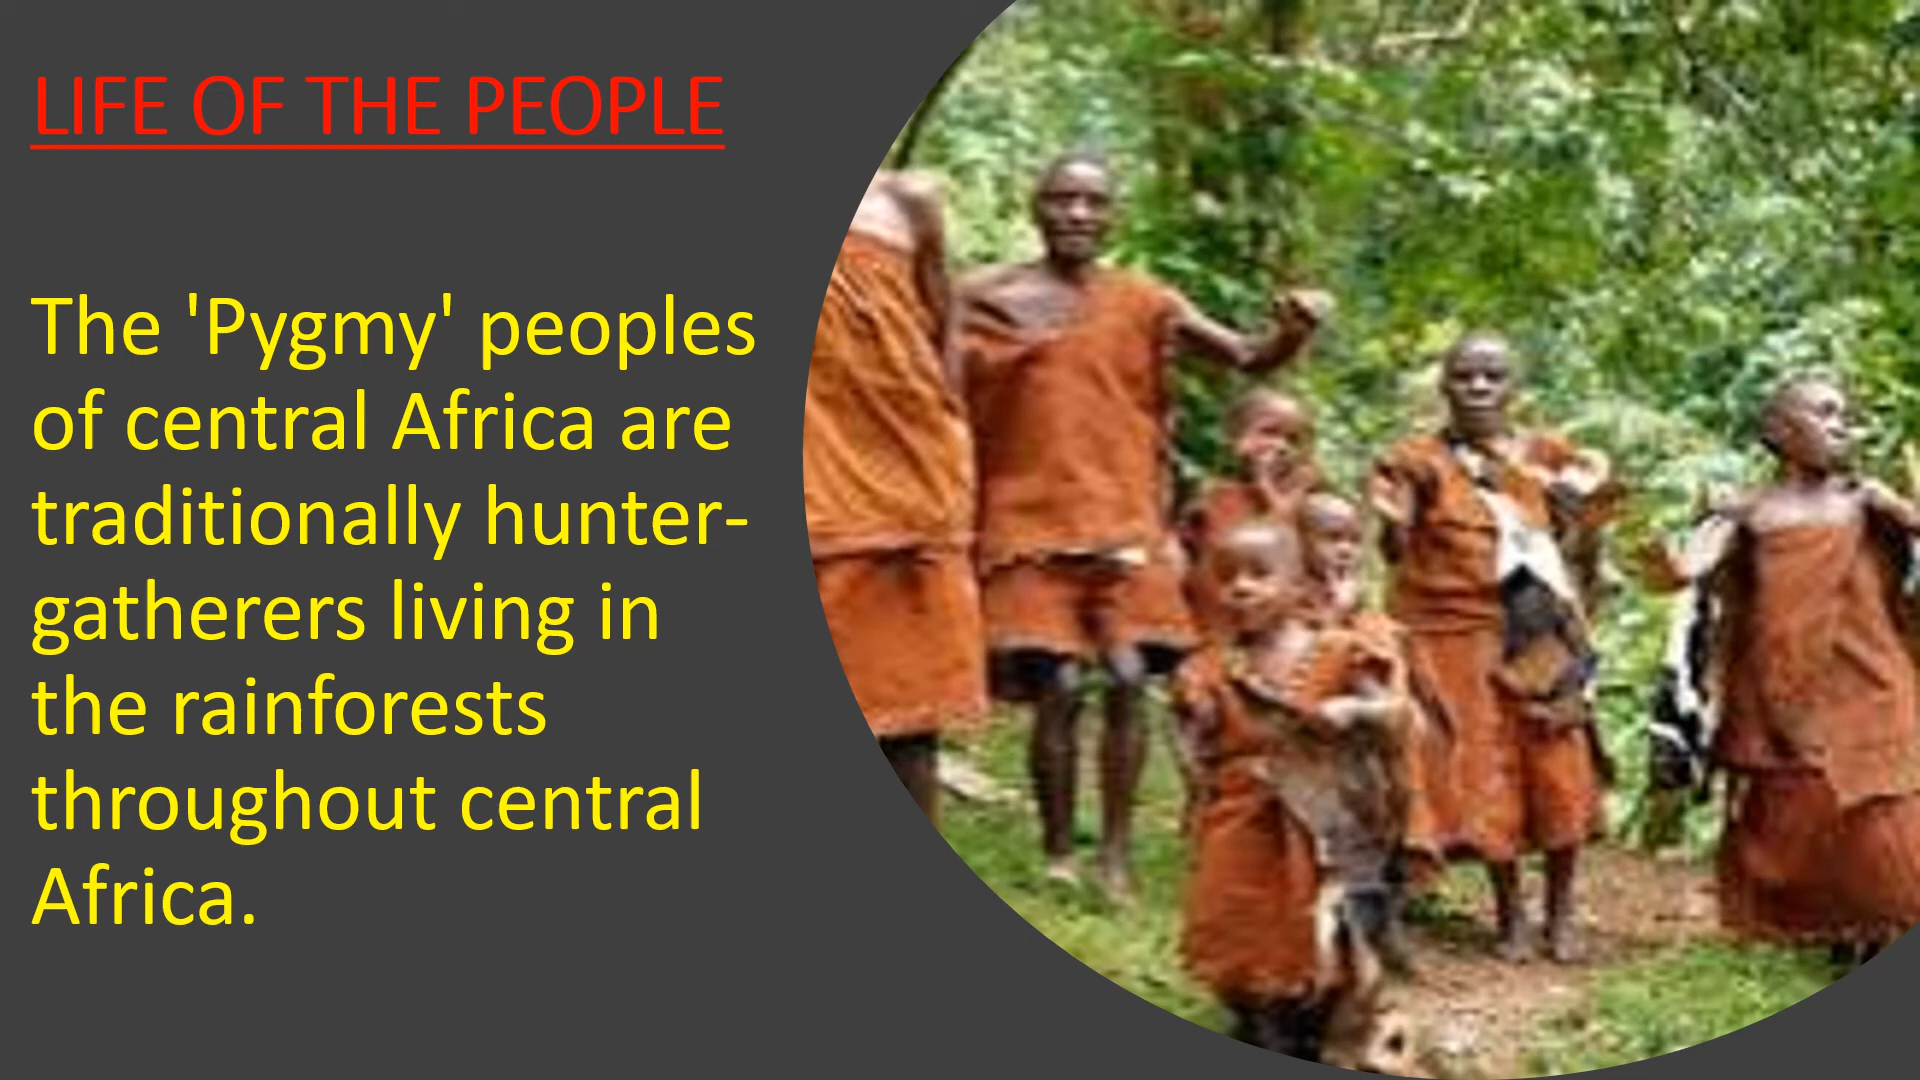 LIFE OF THE PEOPLE
The 'Pygmy' peoples
of central Africa are
traditionally hunter-
gatherers living in
the rainforests
throughout central
Africa.